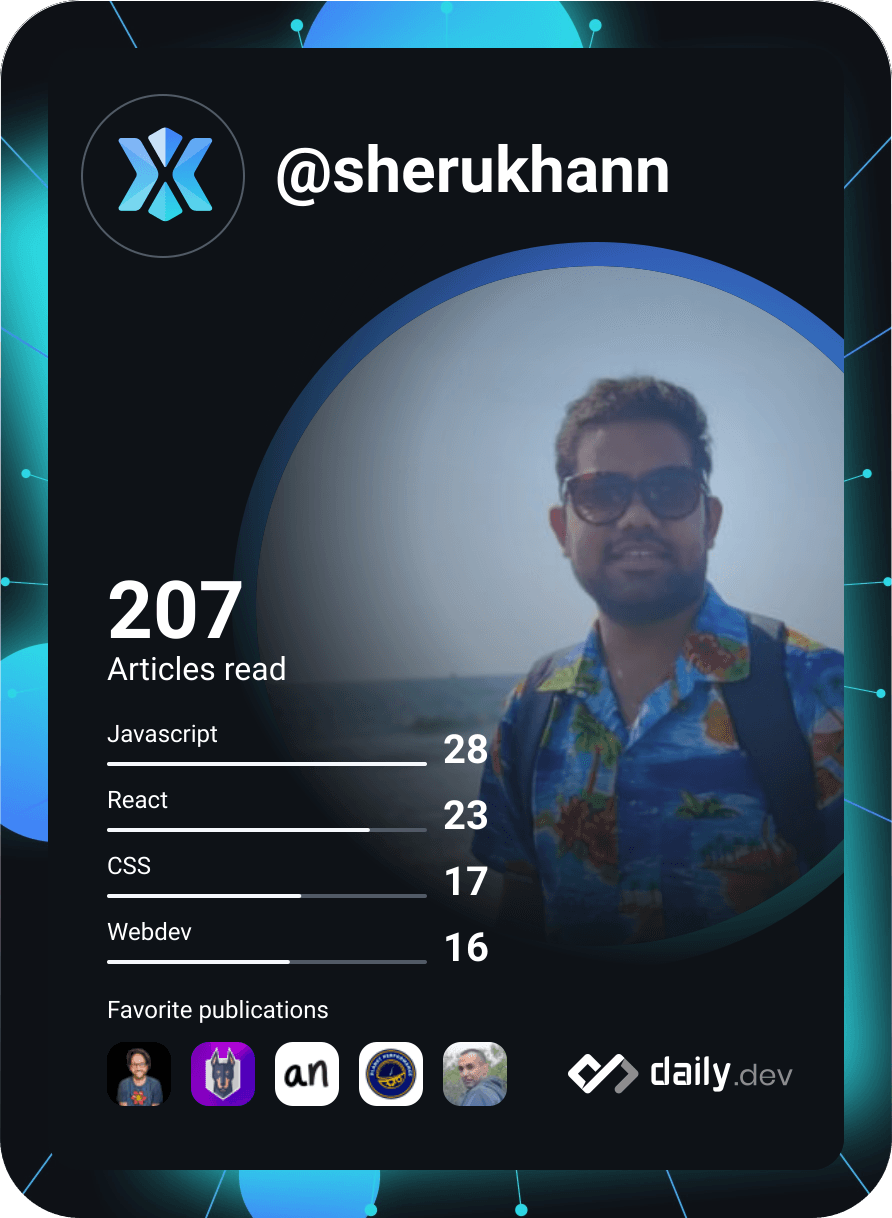 @sherukhann
207
Articles read
Javascript
28
React
23
CSS
17
Webdev
16
Favorite publications
an
daily.dev